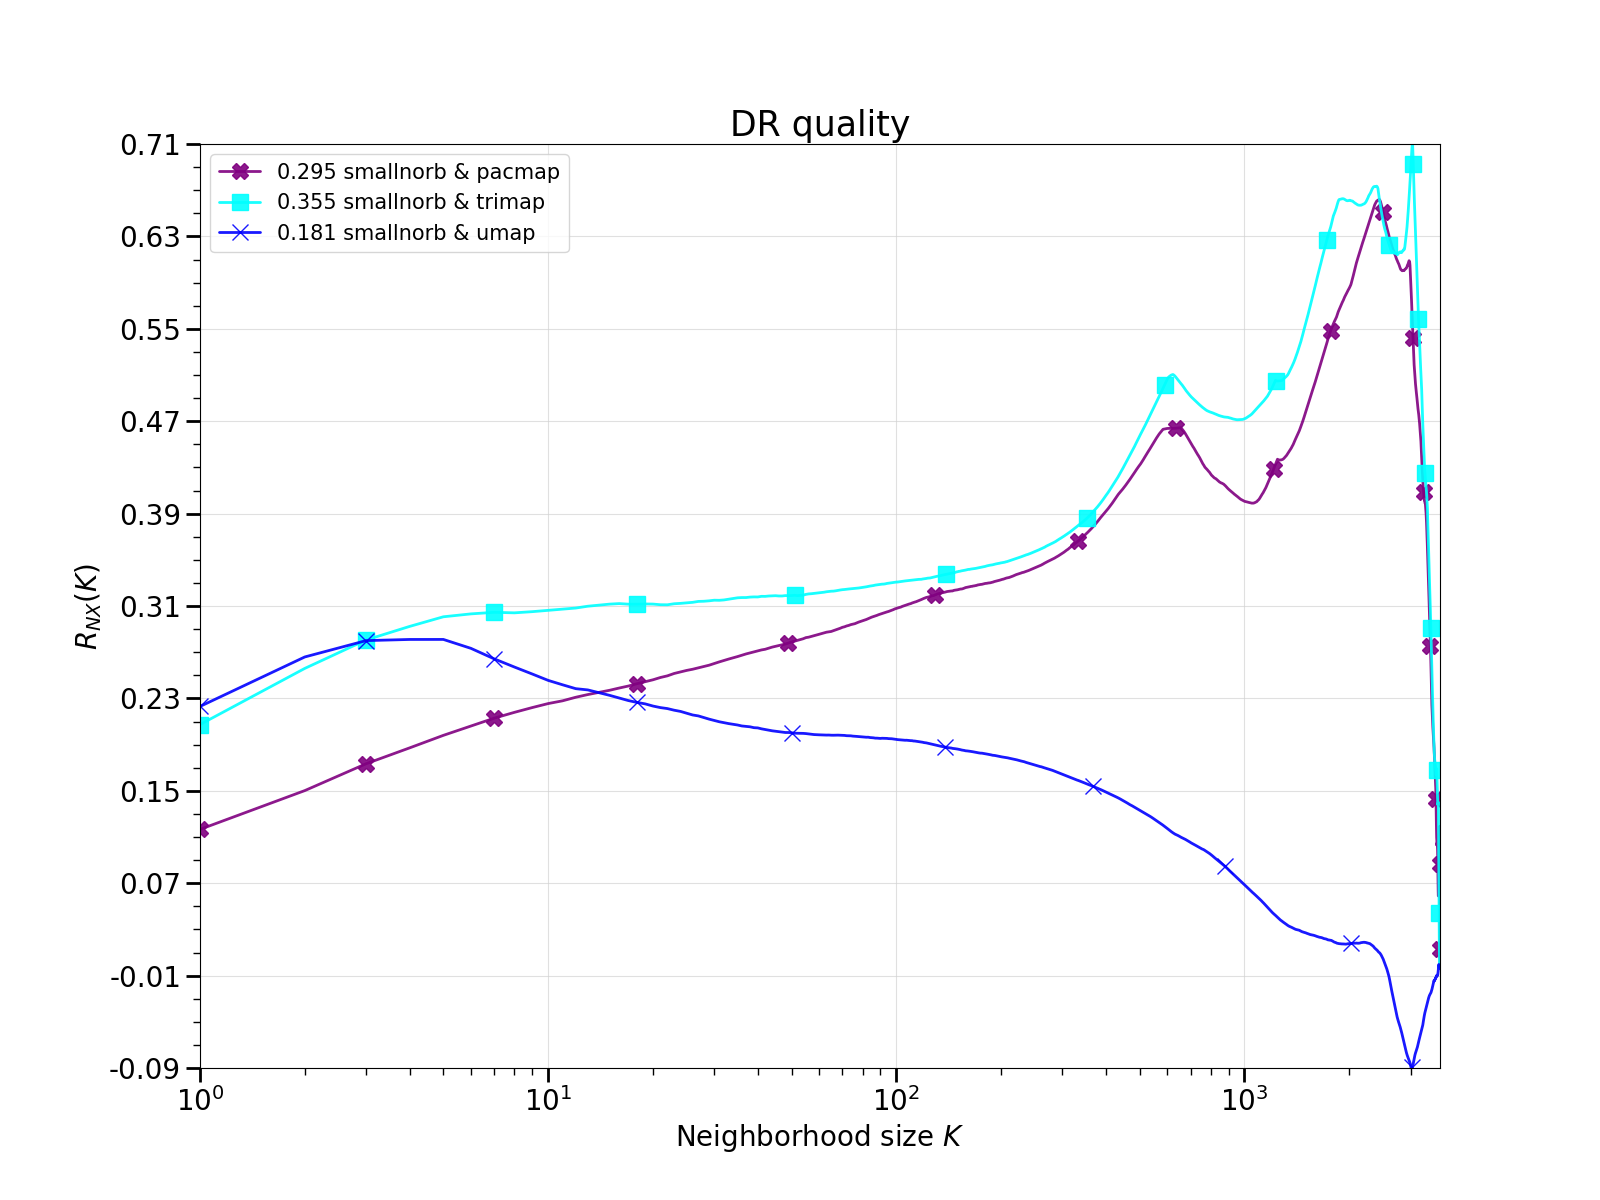 DR quality
0.71
0.63
0.55
0.47
0.39
0.31
0.23
0.15
0.07
-0.01
-0.09
R_{NX}(K)
0.295 smallnorb & pacmap
0.355 smallnorb & trimap
0.181 smallnorb & umap
10^0 10^1 10^2 10^3
Neighborhood size K